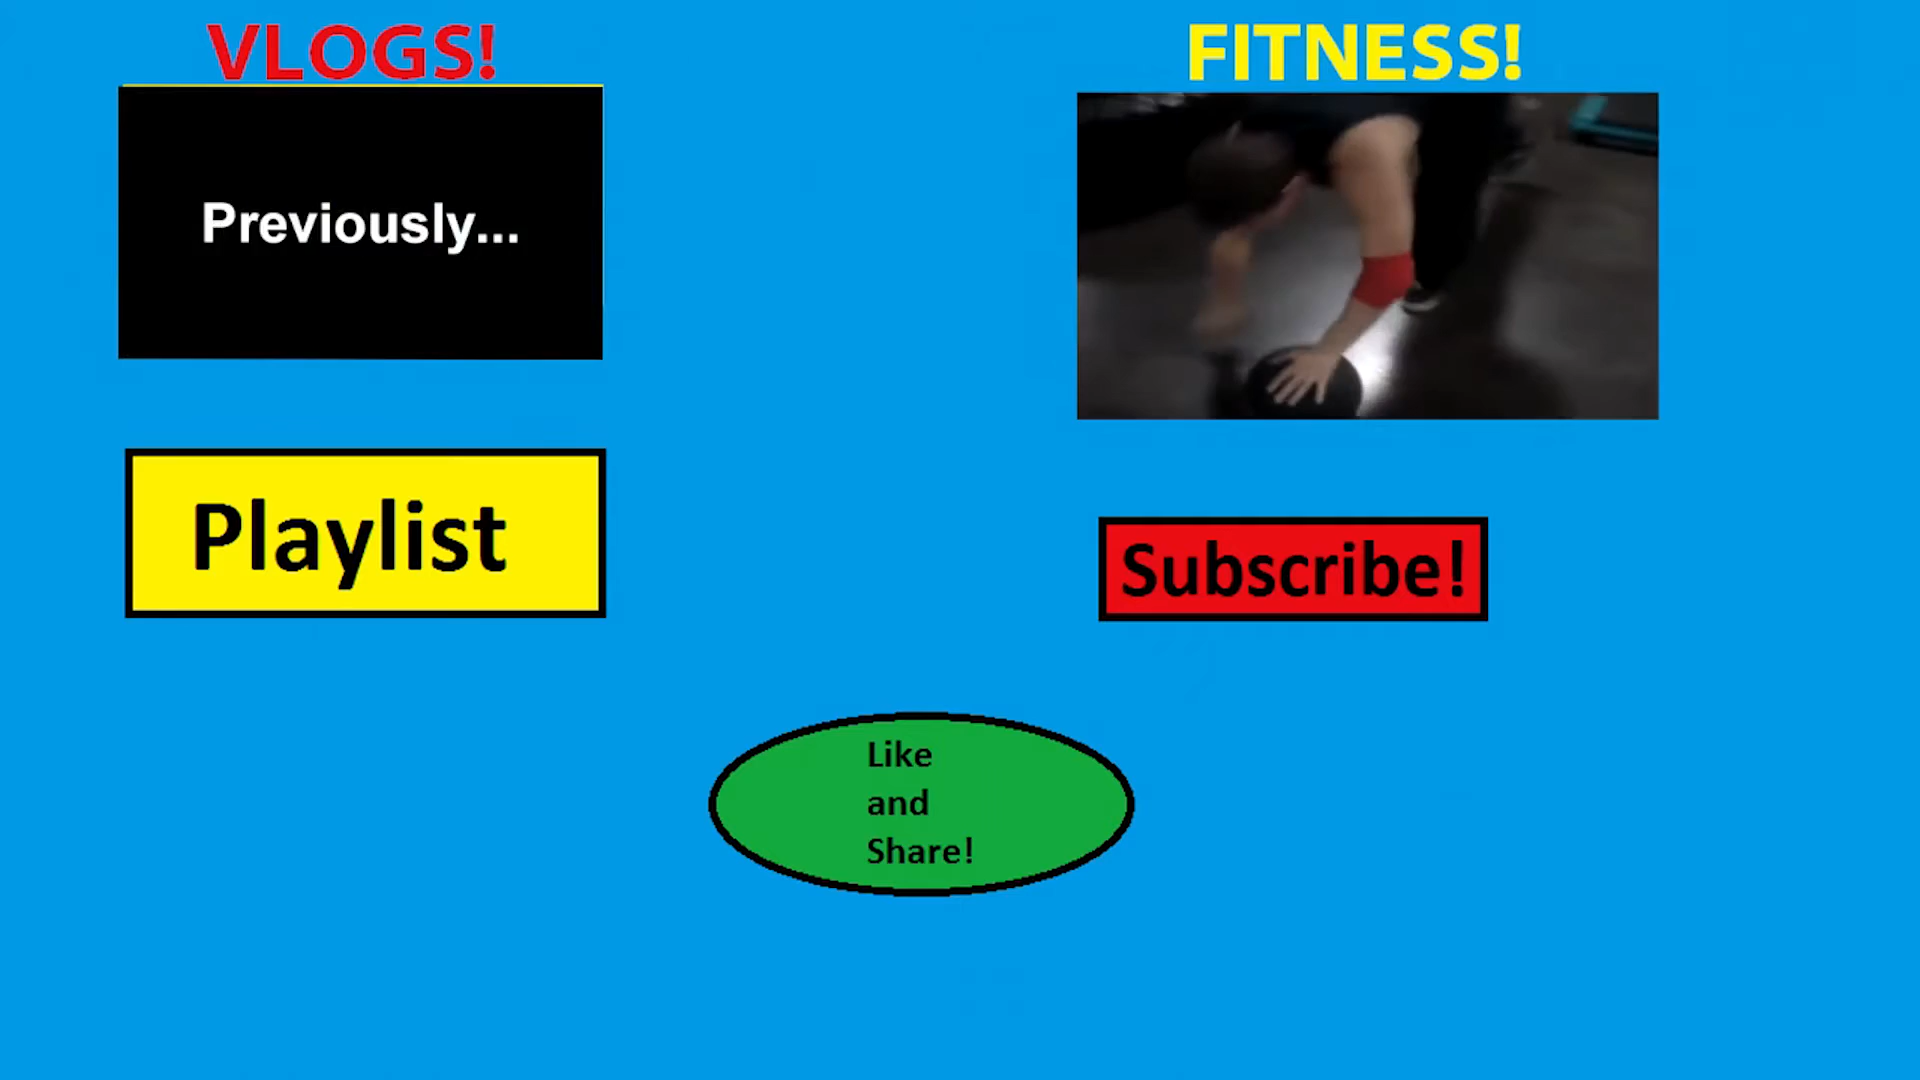 VLOGS!
FITNESS!
Previously...
Playlist
Subscribe!
Like
and
Share!